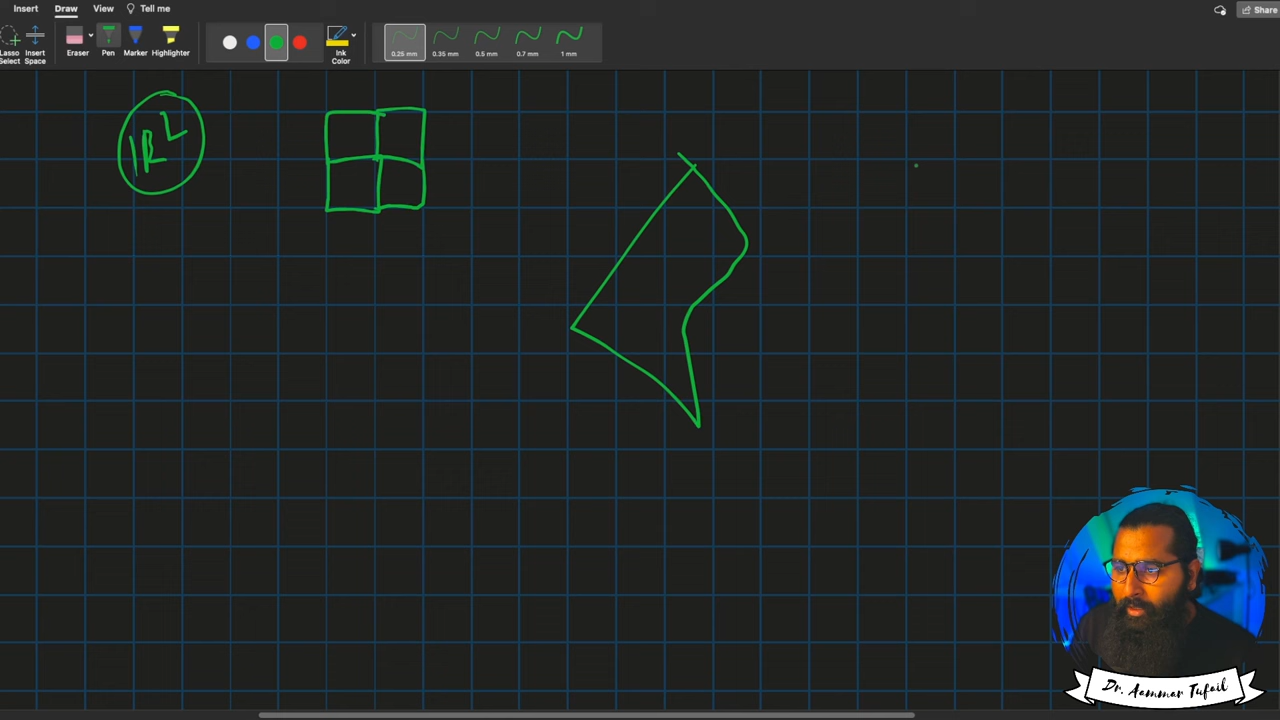 Insert Draw View Tell me
Share
Lasso Select
Insert Space
Eraser
Pen
Marker
Highlighter
Ink Color
0.25 mm
0.35 mm
0.5 mm
0.7 mm
1 mm
Dr. Aammar Tufail